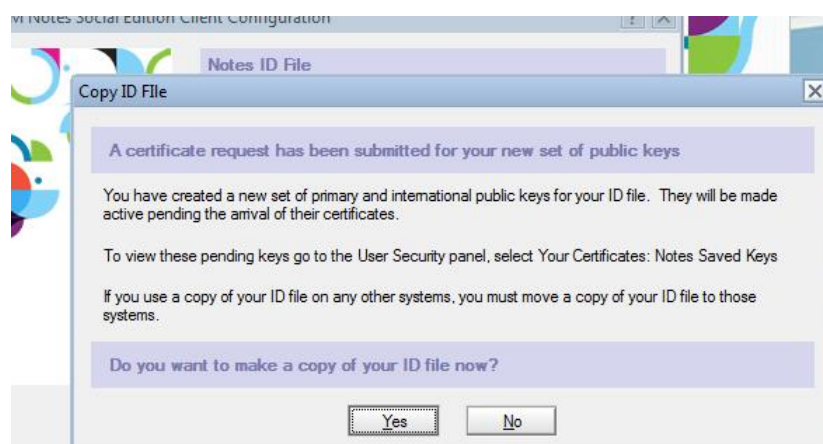 M Notes Social Edition Client Configuration
Notes ID File
Copy ID FIle
A certificate request has been submitted for your new set of public keys
You have created a new set of primary and international public keys for your ID file. They will be made
active pending the arrival of their certificates.
To view these pending keys go to the User Security panel, select Your Certificates: Notes Saved Keys
If you use a copy of your ID file on any other systems, you must move a copy of your ID file to those
systems.
Do you want to make a copy of your ID file now?
Yes No